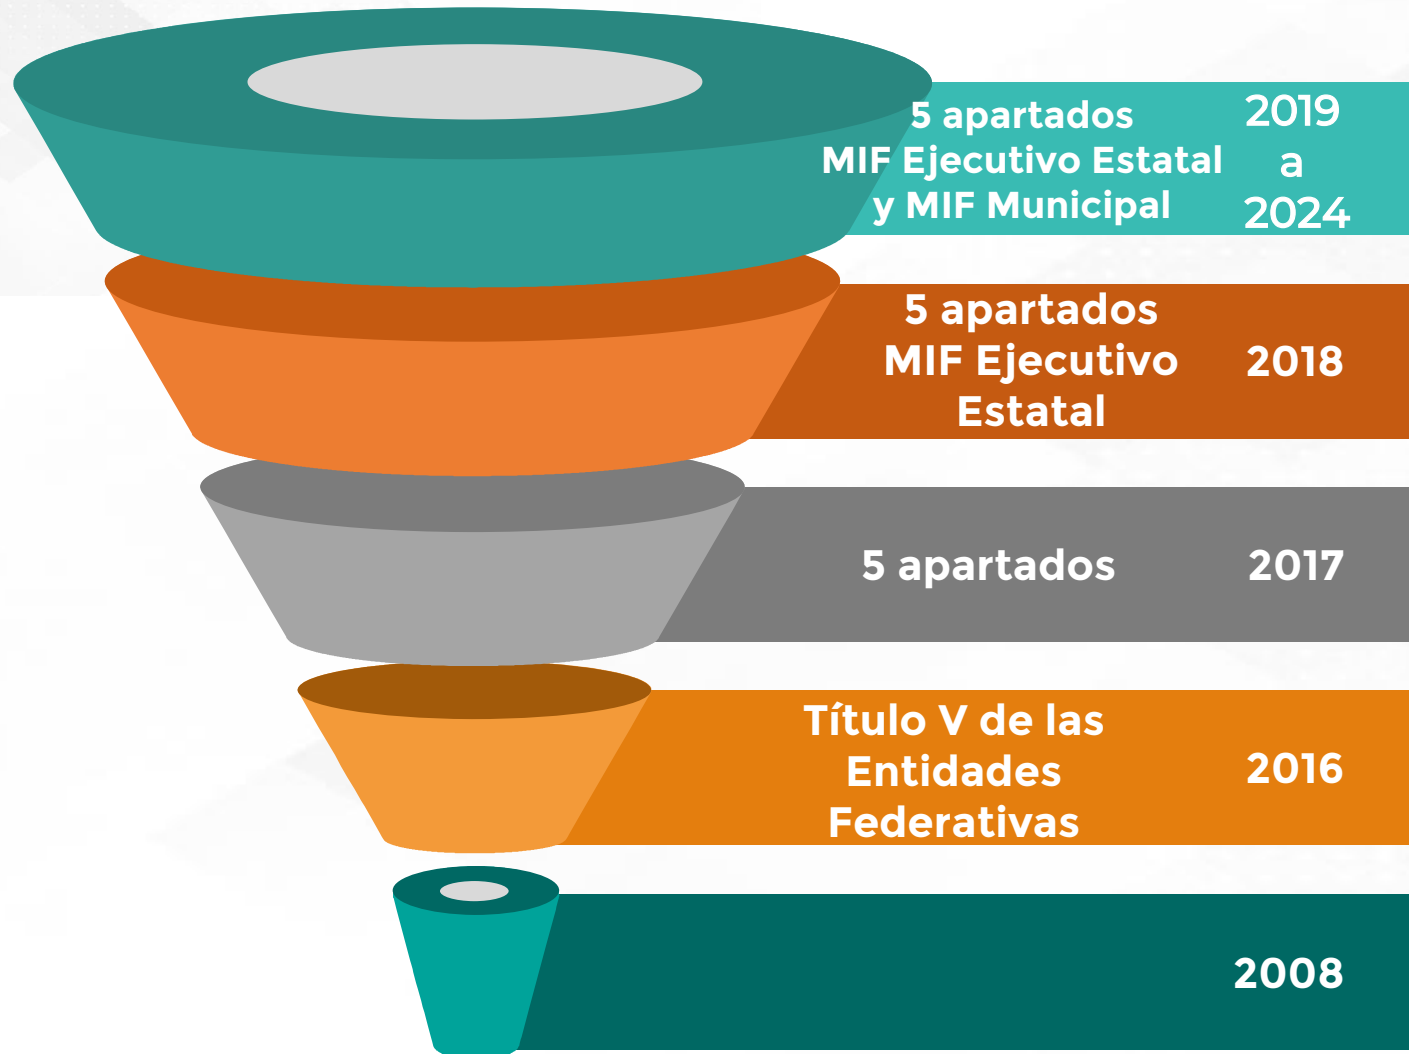 5 apartados
MIF Ejecutivo Estatal
y MIF Municipal
2019
a
2024
5 apartados
MIF Ejecutivo
Estatal
2018
5 apartados
2017
Título V de las
Entidades
Federativas
2016
2008